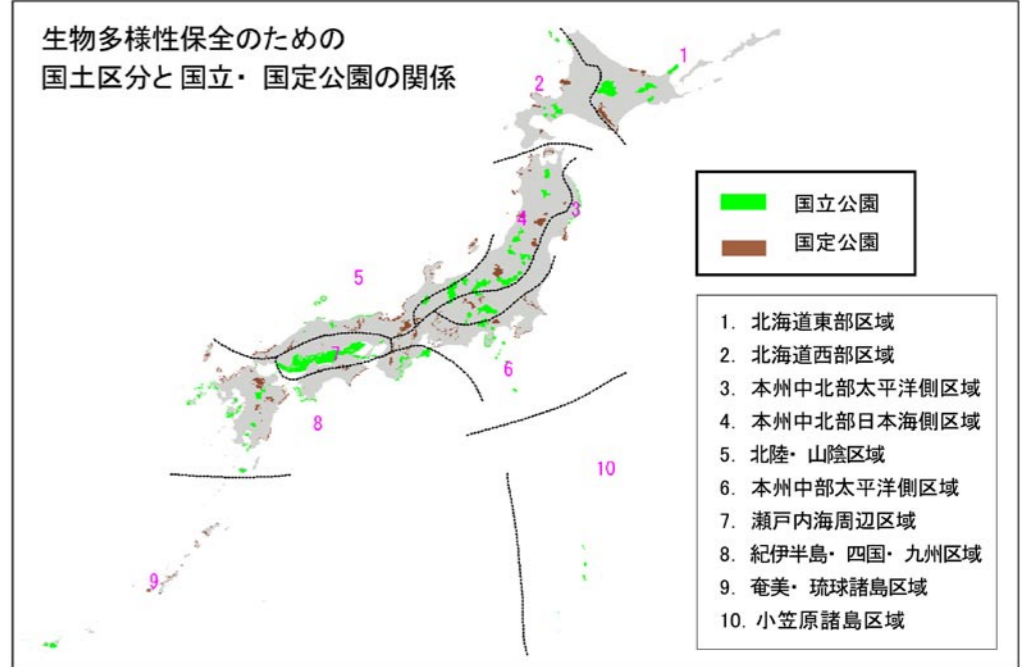 生物多様性保全のための
国土区分と国立・国定公園の関係
1
2
3
4
5
6
7
8
9
10
国立公園
国定公園
1. 北海道東部区域
2. 北海道西部区域
3. 本州中北部太平洋側区域
4. 本州中北部日本海側区域
5. 北陸・山陰区域
6. 本州中部太平洋側区域
7. 瀬戸内海周辺区域
8. 紀伊半島・四国・九州区域
9. 奄美・琉球諸島区域
10. 小笠原諸島区域